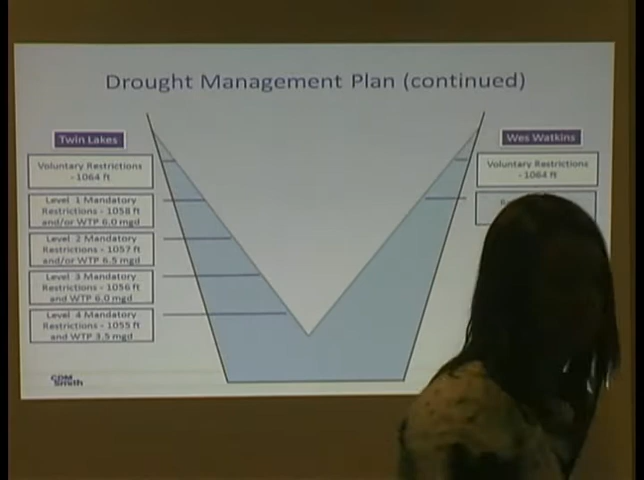 Drought Management Plan (continued)
Twin Lakes
Voluntary Restrictions
- 1064 ft
Level 1 Mandatory
Restrictions - 1058 ft
and/or WTP 6.0 mgd
Level 2 Mandatory
Restrictions - 1057 ft
and/or WTP 6.5 mgd
Level 3 Mandatory
Restrictions - 1056 ft
and WTP 6.0 mgd
Level 4 Mandatory
Restrictions - 1055 ft
and WTP 3.5 mgd
Wes Watkins
Voluntary Restrictions
- 1064 ft
CDM
Smith